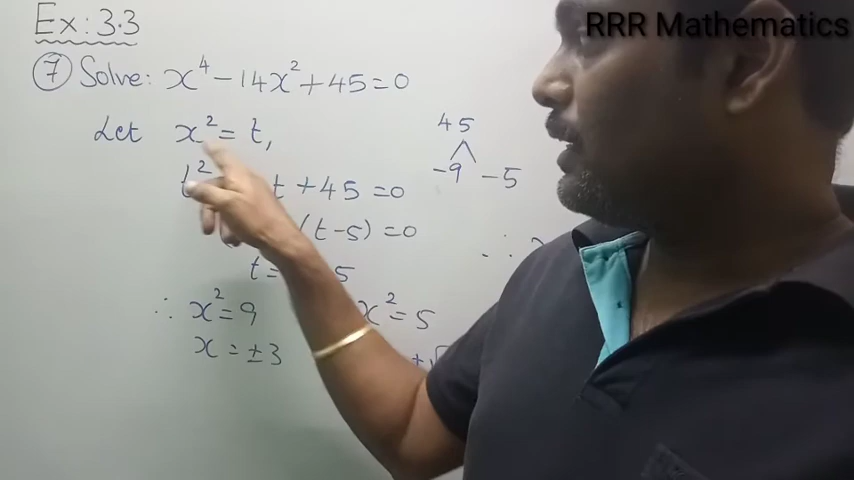 RRR Mathematics
Ex: 3.3
⑦ Solve: x⁴ - 14x² + 45 = 0
Let x² = t,
t² t + 45 = 0
(t-5) = 0
t = 5
∴ x² = 9 x² = 5
x = ±3 ±√
45
-9 -5
∴